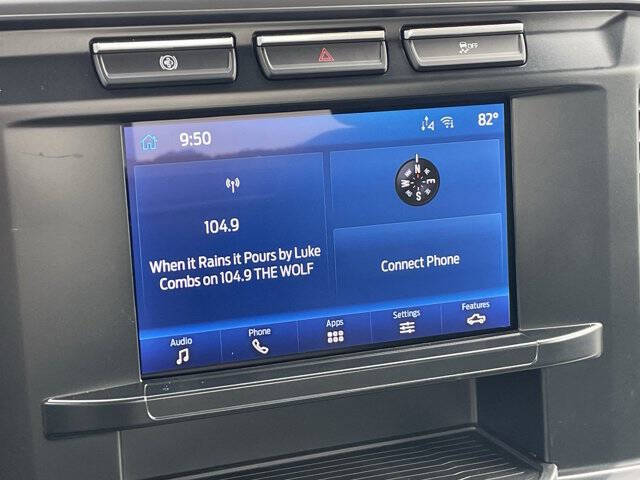 OFF
9:50
82°
104.9
When it Rains it Pours by Luke
Combs on 104.9 THE WOLF
N
W E
S
Connect Phone
Audio
Phone
Apps
Settings
Features